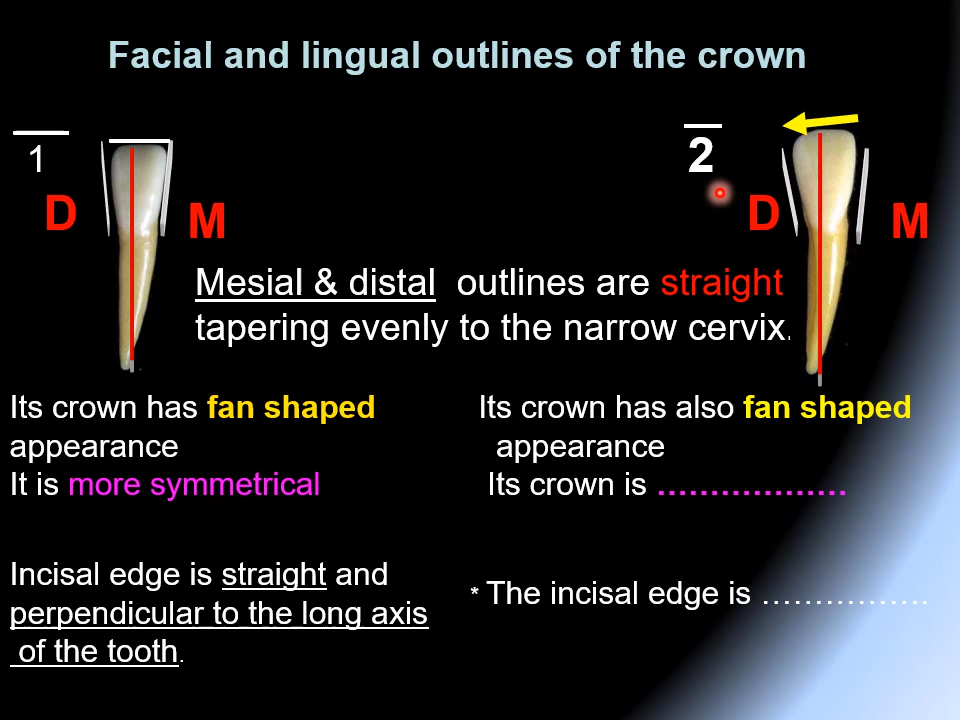 Facial and lingual outlines of the crown
1
2
D
M
D
M
Mesial & distal outlines are straight
tapering evenly to the narrow cervix.
Its crown has fan shaped
appearance
It is more symmetrical
Its crown has also fan shaped
appearance
Its crown is ………………
Incisal edge is straight and
perpendicular to the long axis
of the tooth.
* The incisal edge is …………….